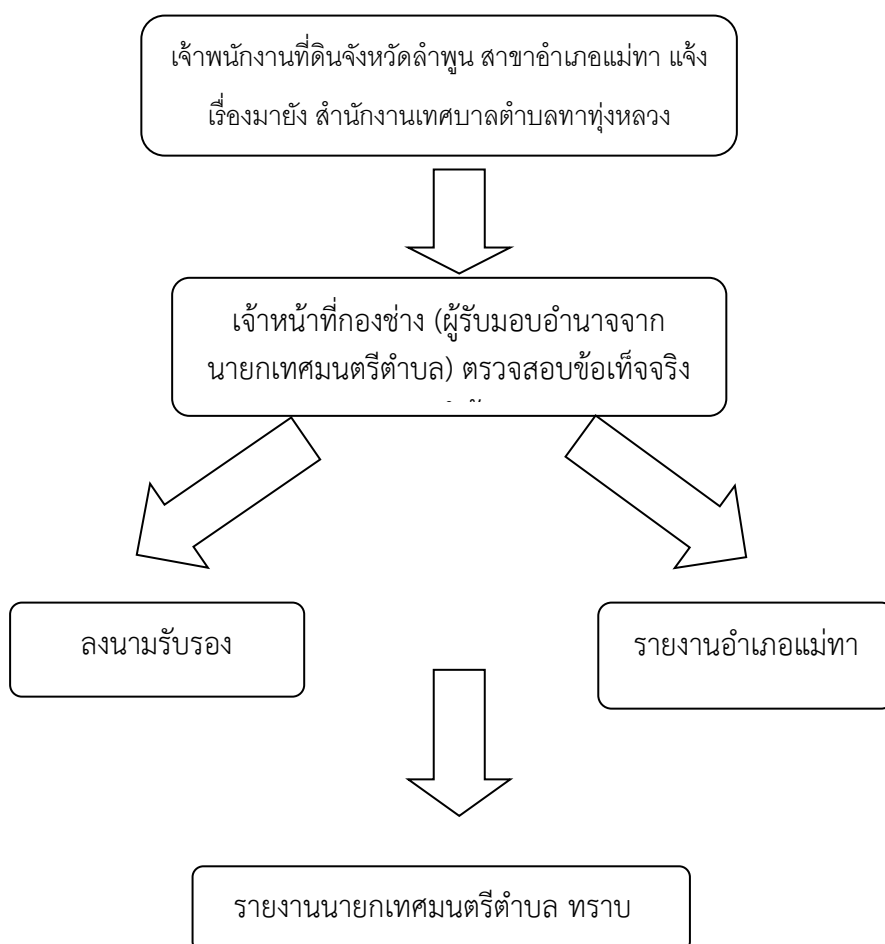 เจ้าพนักงานที่ดินจังหวัดลำพูน สาขาอำเภอแม่ทา แจ้ง
เรื่องมายัง สำนักงานเทศบาลตำบลทาทุ่งหลวง
เจ้าหน้าที่กองช่าง (ผู้รับมอบอำนาจจาก
นายกเทศมนตรีตำบล) ตรวจสอบข้อเท็จจริง
ลงนามรับรอง
รายงานอำเภอแม่ทา
รายงานนายกเทศมนตรีตำบล ทราบ